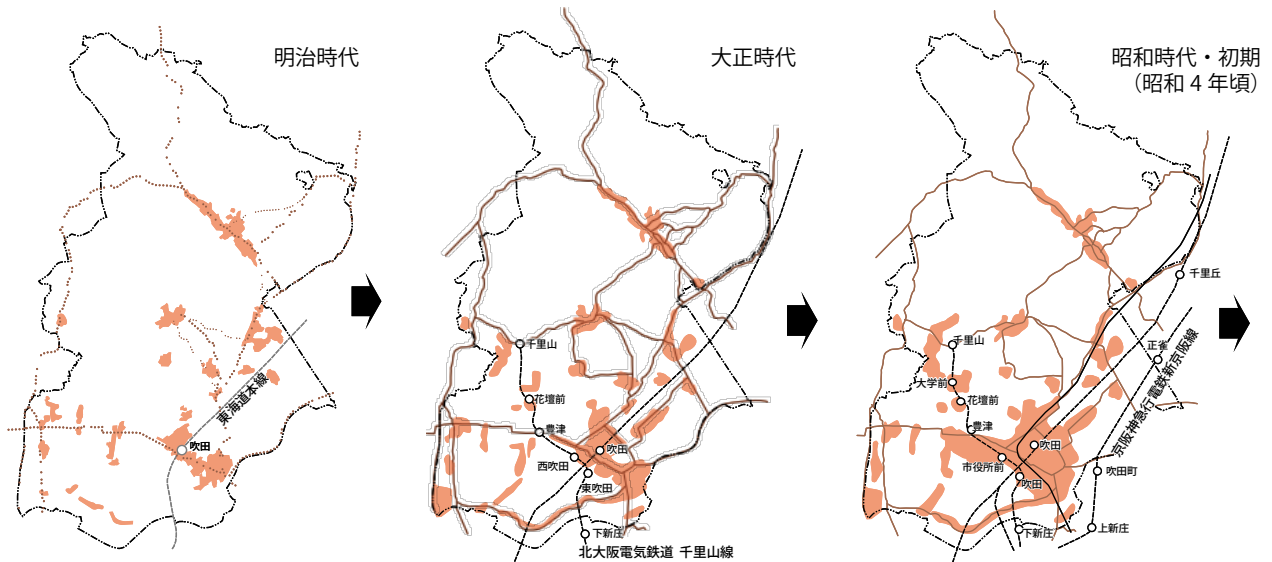 明治時代
東海道本線
吹田
大正時代
千里山
花壇前
豊津
西吹田
吹田
東吹田
下新庄
北大阪電気鉄道 千里山線
昭和時代・初期
（昭和４年頃）
千里丘
正雀
京阪神急行電鉄新京阪線
千里山
大学前
花壇前
豊津
吹田
市役所前
吹田町
吹田
下新庄
上新庄